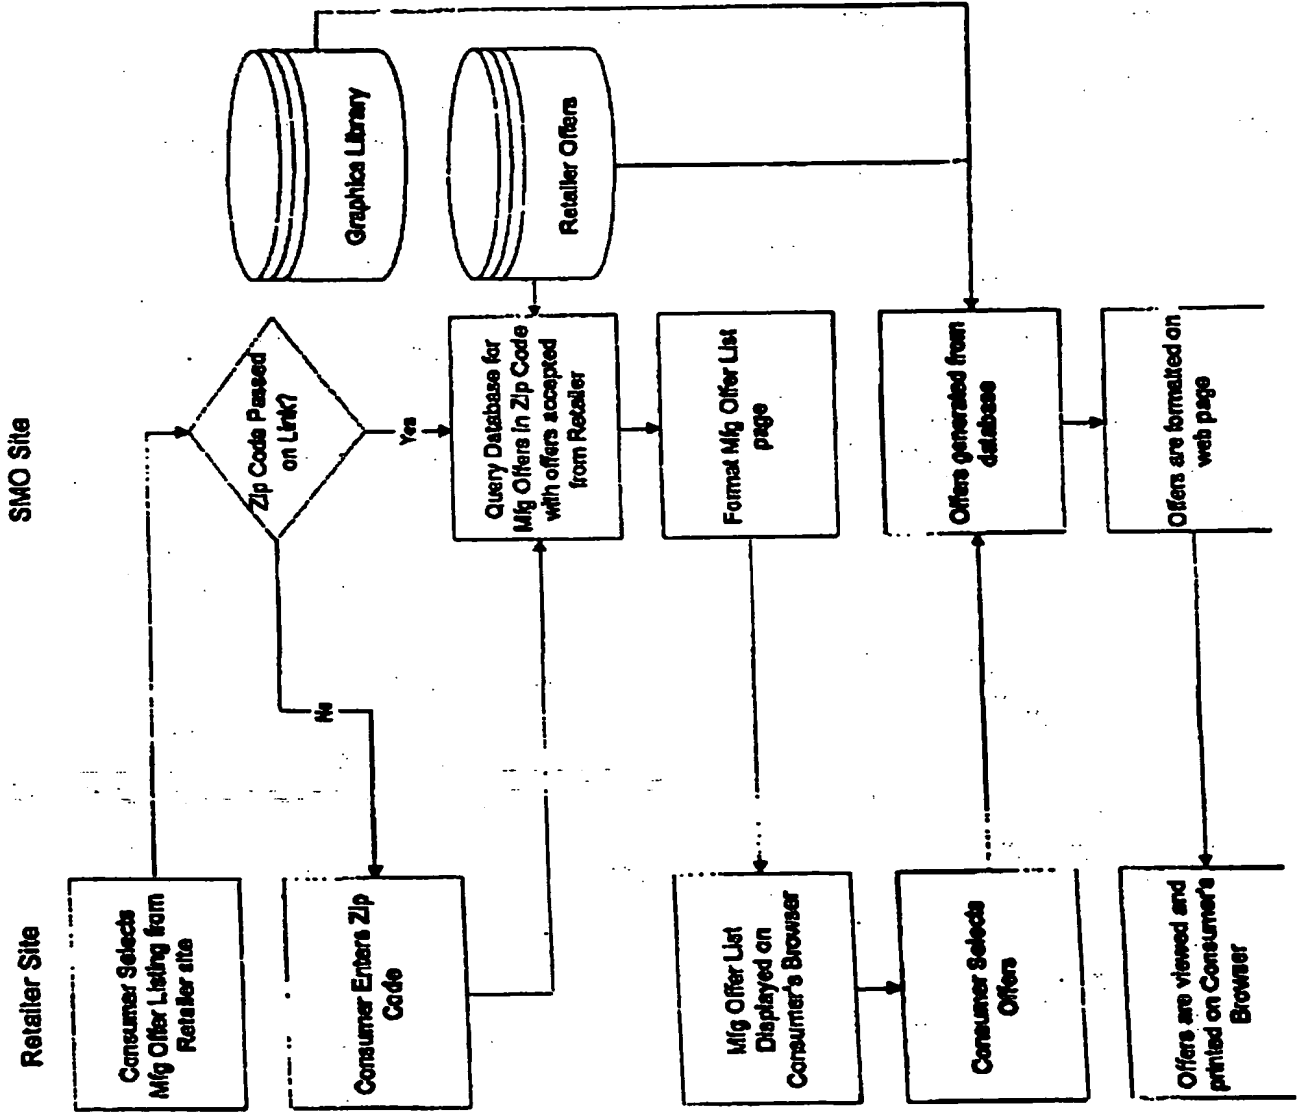 Retailer Site
SMO Site
Consumer Selects
Mfg Offer Listing from
Retailer site
Zip Code Passed
on Link?
Graphics Library
No
Yes
Consumer Enters Zip
Code
Query Database for
Mfg Offers in Zip Code
with offers accepted
from Retailer
Retailer Offers
Format Mfg Offer List
page
Mfg Offer List
Displayed on
Consumer's Browser
Consumer Selects
Offers
Offers generated from
database
Offers are formatted on
web page
Offers are viewed and
printed on Consumer's
Browser